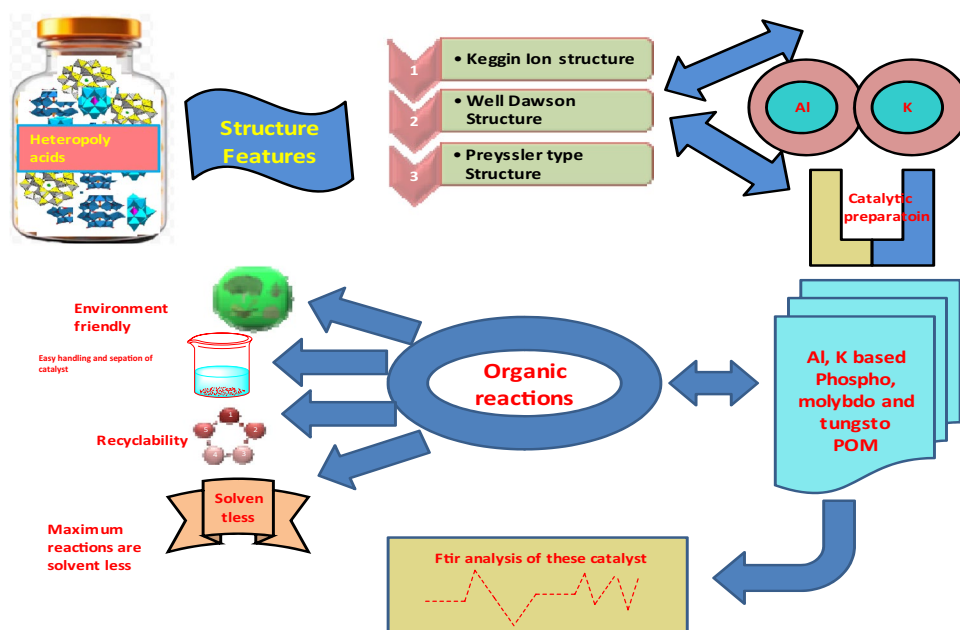 Heteropoly
acids
Structure
Features
1
• Keggin Ion structure
2
• Well Dawson
Structure
3
• Preyssler type
Structure
Al
K
Catalytic
preparatoin
Environment
friendly
Easy handling and sepation of
catalyst
Recyclability
1
2
3
4
5
Solven
tless
Maximum
reactions are
solvent less
Organic
reactions
Al, K based
Phospho,
molybdo and
tungsto
POM
Ftir analysis of these catalyst